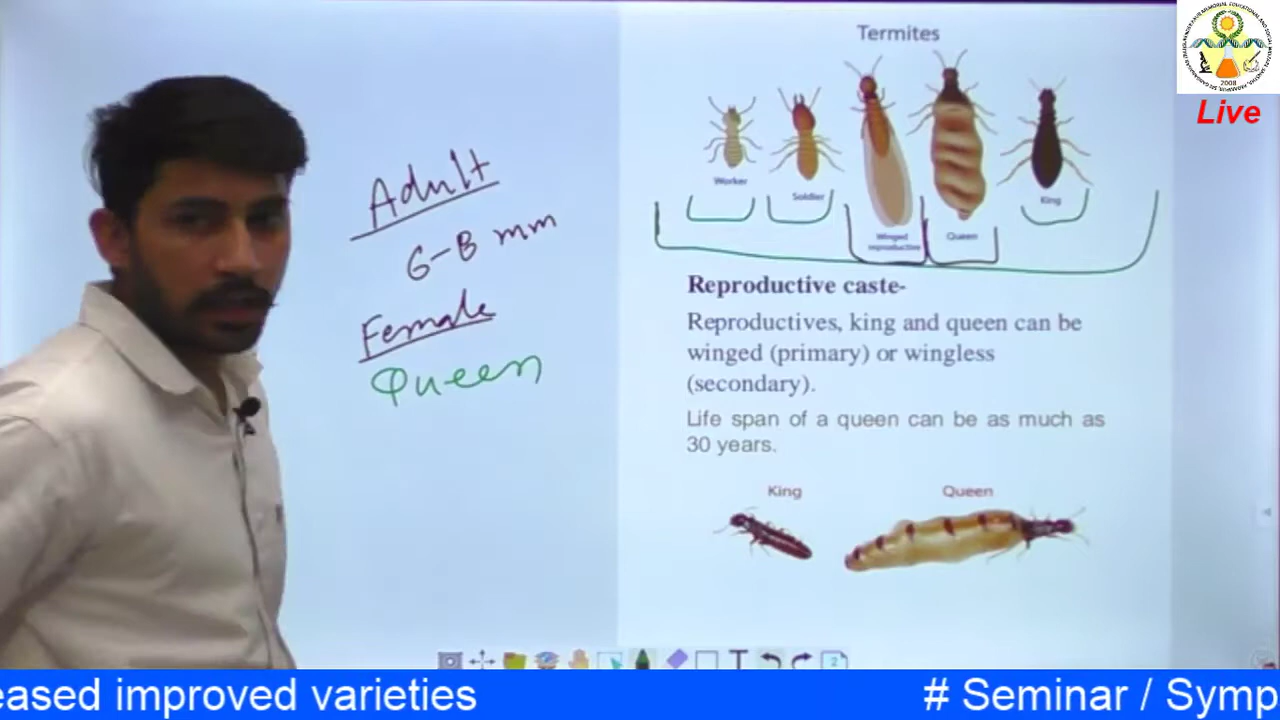 Termites
Worker
Soldier
Winged
reproductive
Queen
King
Adult
6-8 mm
Female
Queen
Reproductive caste-
Reproductives, king and queen can be
winged (primary) or wingless
(secondary).
Life span of a queen can be as much as
30 years.
King
Queen
2008
Live
T
2
eased improved varieties
# Seminar / Symp